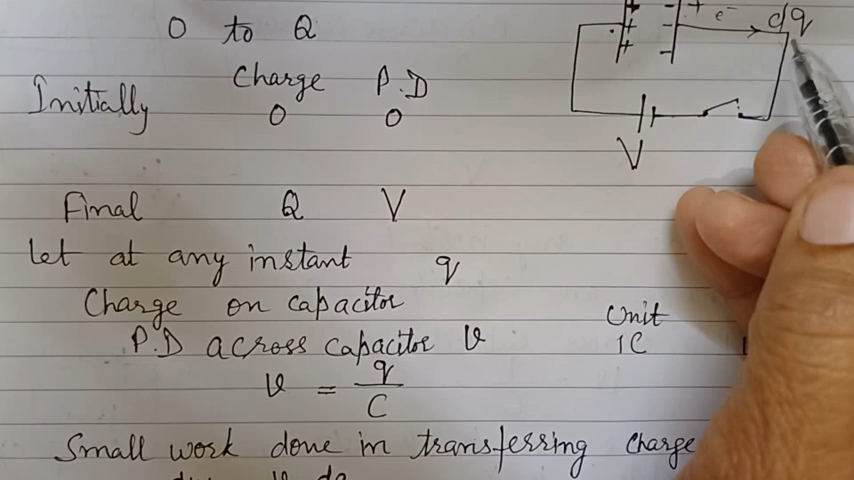 0 to Q
+ e⁻ dq
Charge P.D
Initially 0 0
V
Final Q V
Let at any instant q
Charge on capacitor
P.D across capacitor v
Unit
1C
v = q/C
Small work done in transferring charge